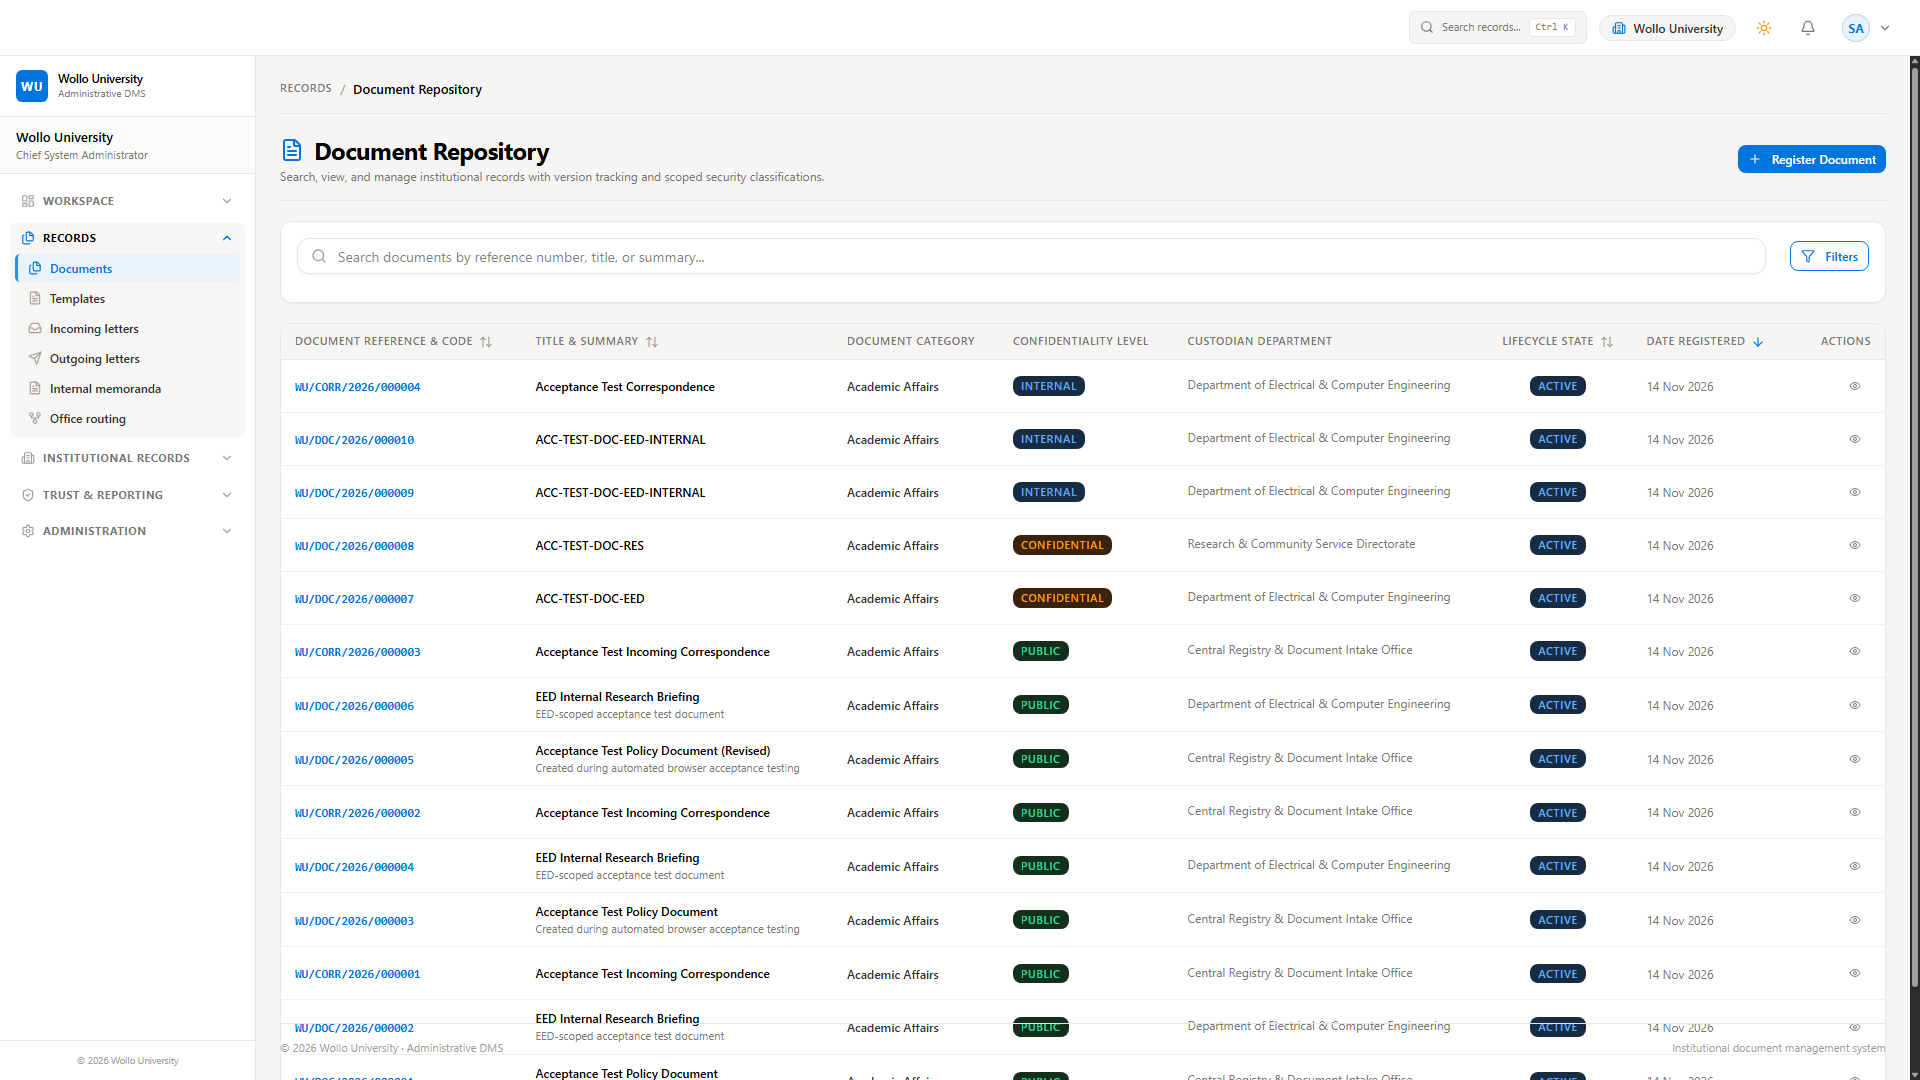 Search records... Ctrl K
Wollo University
SA
WU
Wollo University
Administrative DMS
Wollo University
Chief System Administrator
WORKSPACE
RECORDS
Documents
Templates
Incoming letters
Outgoing letters
Internal memoranda
Office routing
INSTITUTIONAL RECORDS
TRUST & REPORTING
ADMINISTRATION
© 2026 Wollo University
RECORDS / Document Repository
Document Repository
Search, view, and manage institutional records with version tracking and scoped security classifications.
+ Register Document
Search documents by reference number, title, or summary...
Filters
DOCUMENT REFERENCE & CODE TITLE & SUMMARY DOCUMENT CATEGORY CONFIDENTIALITY LEVEL CUSTODIAN DEPARTMENT LIFECYCLE STATE DATE REGISTERED ACTIONS
WU/CORR/2026/000004 Acceptance Test Correspondence Academic Affairs INTERNAL Department of Electrical & Computer Engineering ACTIVE 14 Nov 2026
WU/DOC/2026/000010 ACC-TEST-DOC-EED-INTERNAL Academic Affairs INTERNAL Department of Electrical & Computer Engineering ACTIVE 14 Nov 2026
WU/DOC/2026/000009 ACC-TEST-DOC-EED-INTERNAL Academic Affairs INTERNAL Department of Electrical & Computer Engineering ACTIVE 14 Nov 2026
WU/DOC/2026/000008 ACC-TEST-DOC-RES Academic Affairs CONFIDENTIAL Research & Community Service Directorate ACTIVE 14 Nov 2026
WU/DOC/2026/000007 ACC-TEST-DOC-EED Academic Affairs CONFIDENTIAL Department of Electrical & Computer Engineering ACTIVE 14 Nov 2026
WU/CORR/2026/000003 Acceptance Test Incoming Correspondence Academic Affairs PUBLIC Central Registry & Document Intake Office ACTIVE 14 Nov 2026
WU/DOC/2026/000006 EED Internal Research Briefing Academic Affairs PUBLIC Department of Electrical & Computer Engineering ACTIVE 14 Nov 2026
EED-scoped acceptance test document
WU/DOC/2026/000005 Acceptance Test Policy Document (Revised) Academic Affairs PUBLIC Central Registry & Document Intake Office ACTIVE 14 Nov 2026
Created during automated browser acceptance testing
WU/CORR/2026/000002 Acceptance Test Incoming Correspondence Academic Affairs PUBLIC Central Registry & Document Intake Office ACTIVE 14 Nov 2026
WU/DOC/2026/000004 EED Internal Research Briefing Academic Affairs PUBLIC Department of Electrical & Computer Engineering ACTIVE 14 Nov 2026
EED-scoped acceptance test document
WU/DOC/2026/000003 Acceptance Test Policy Document Academic Affairs PUBLIC Central Registry & Document Intake Office ACTIVE 14 Nov 2026
Created during automated browser acceptance testing
WU/CORR/2026/000001 Acceptance Test Incoming Correspondence Academic Affairs PUBLIC Central Registry & Document Intake Office ACTIVE 14 Nov 2026
WU/DOC/2026/000002 EED Internal Research Briefing Academic Affairs PUBLIC Department of Electrical & Computer Engineering ACTIVE 14 Nov 2026
EED-scoped acceptance test document
© 2026 Wollo University · Administrative DMS Institutional document management system
Acceptance Test Policy Document